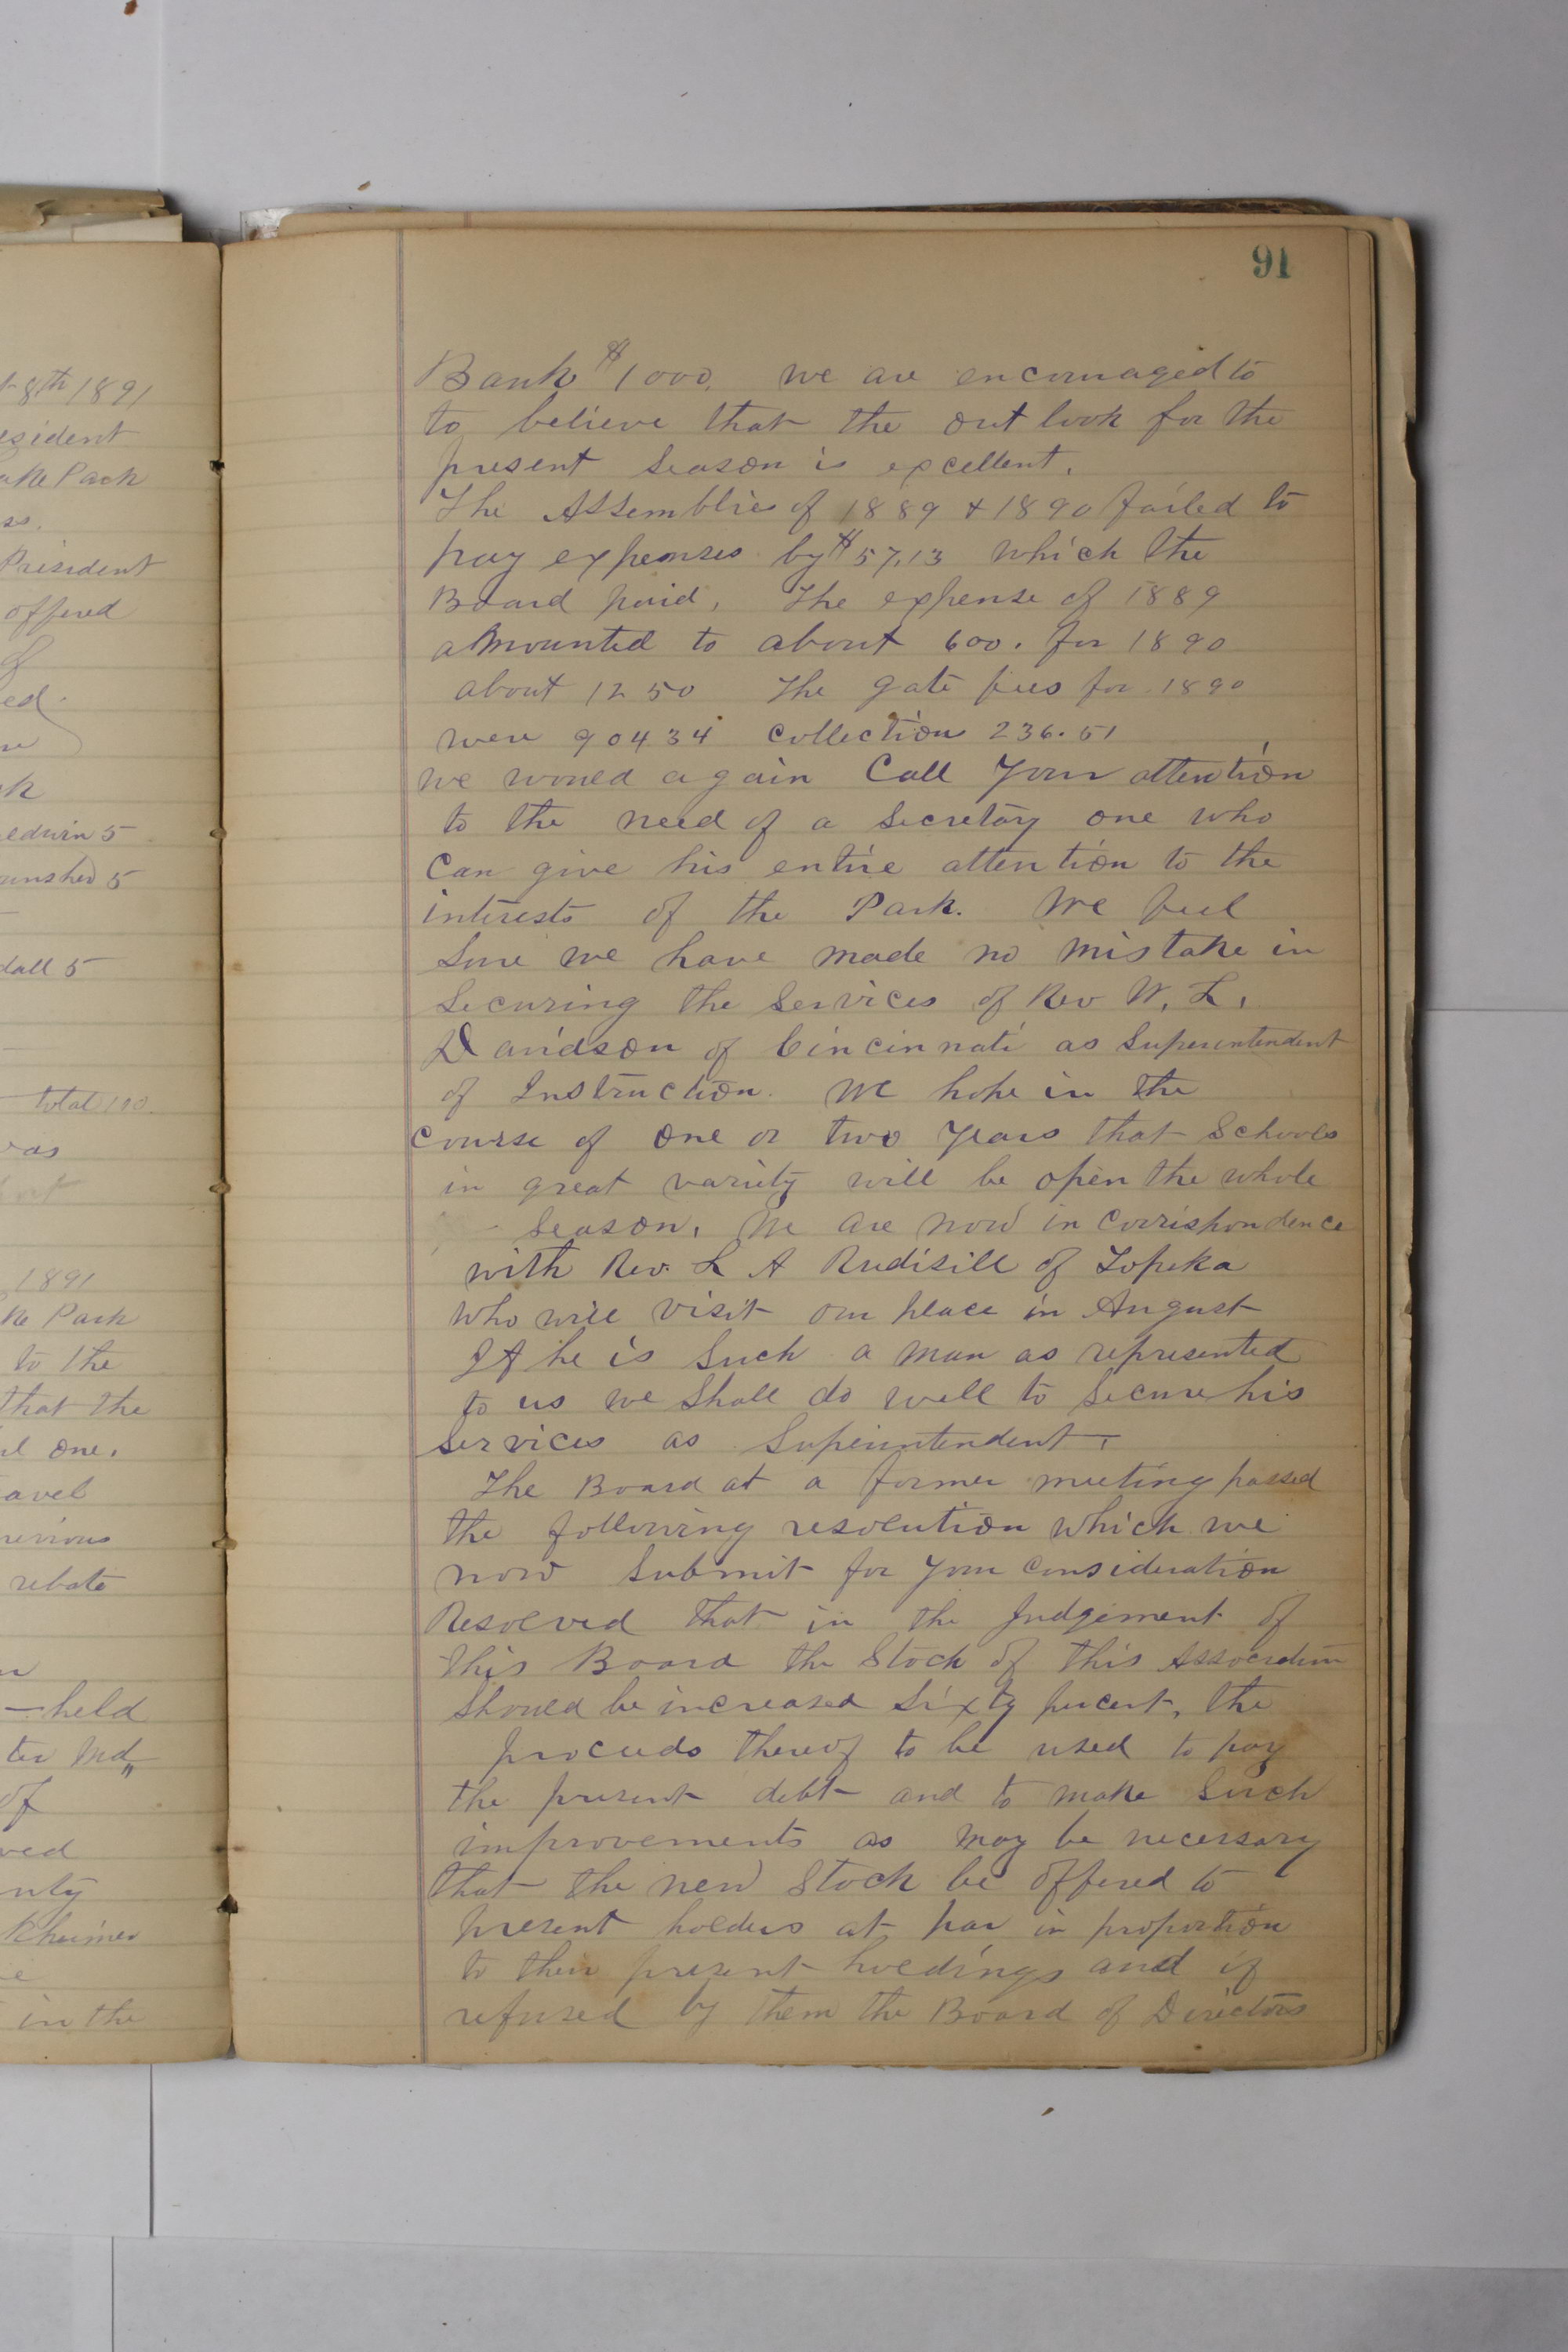 91
Bank $1000. we are encouraged to
to believe that the out look for the
present Season is excellent.
The Assemblies of 1889 & 1890 failed to
pay expenses by $57.13 which the
Board paid. The expense of 1889
amounted to about 600. for 1890
about 1250 The gate fees for 1890
were 904 34 Collection 236.51
we would again Call Your attention
to the need of a Secretary one who
Can give his entire attention to the
interests of the Park. We feel
Sure we have made no mistake in
Securing the Services of Rev W. L.
Davidson of Cincinnati as Superintendent
of Instruction. We hope in the
Course of one or two Years that Schools
in great variety will be open the whole
Season. We are now in Corrispondence
with Rev. L A Rudisill of Topeka
who will visit our place in August
If he is Such a man as represented
to us we Shall do well to Secure his
Services as Superintendent.
The Board at a former meeting passed
the following resolution which we
now Submit for Your Consideration
Resolved that in the Judgement of
this Board the Stock of this Association
Should be increased Sixty percent, the
proceeds thereof to be used to pay
the present debt and to make Such
improvements as may be necessary
that the new Stock be offered to
present holders at par in proportion
to their present holdings and if
refused by them the Board of Directors
8th 1891
esident
ake Park
President
offered
of
ed
edwin 5
5
dall 5
total 100.
was
1891
ke Park
to the
that the
one.
avel
revious
rebate
held
of
ved
nty
in the